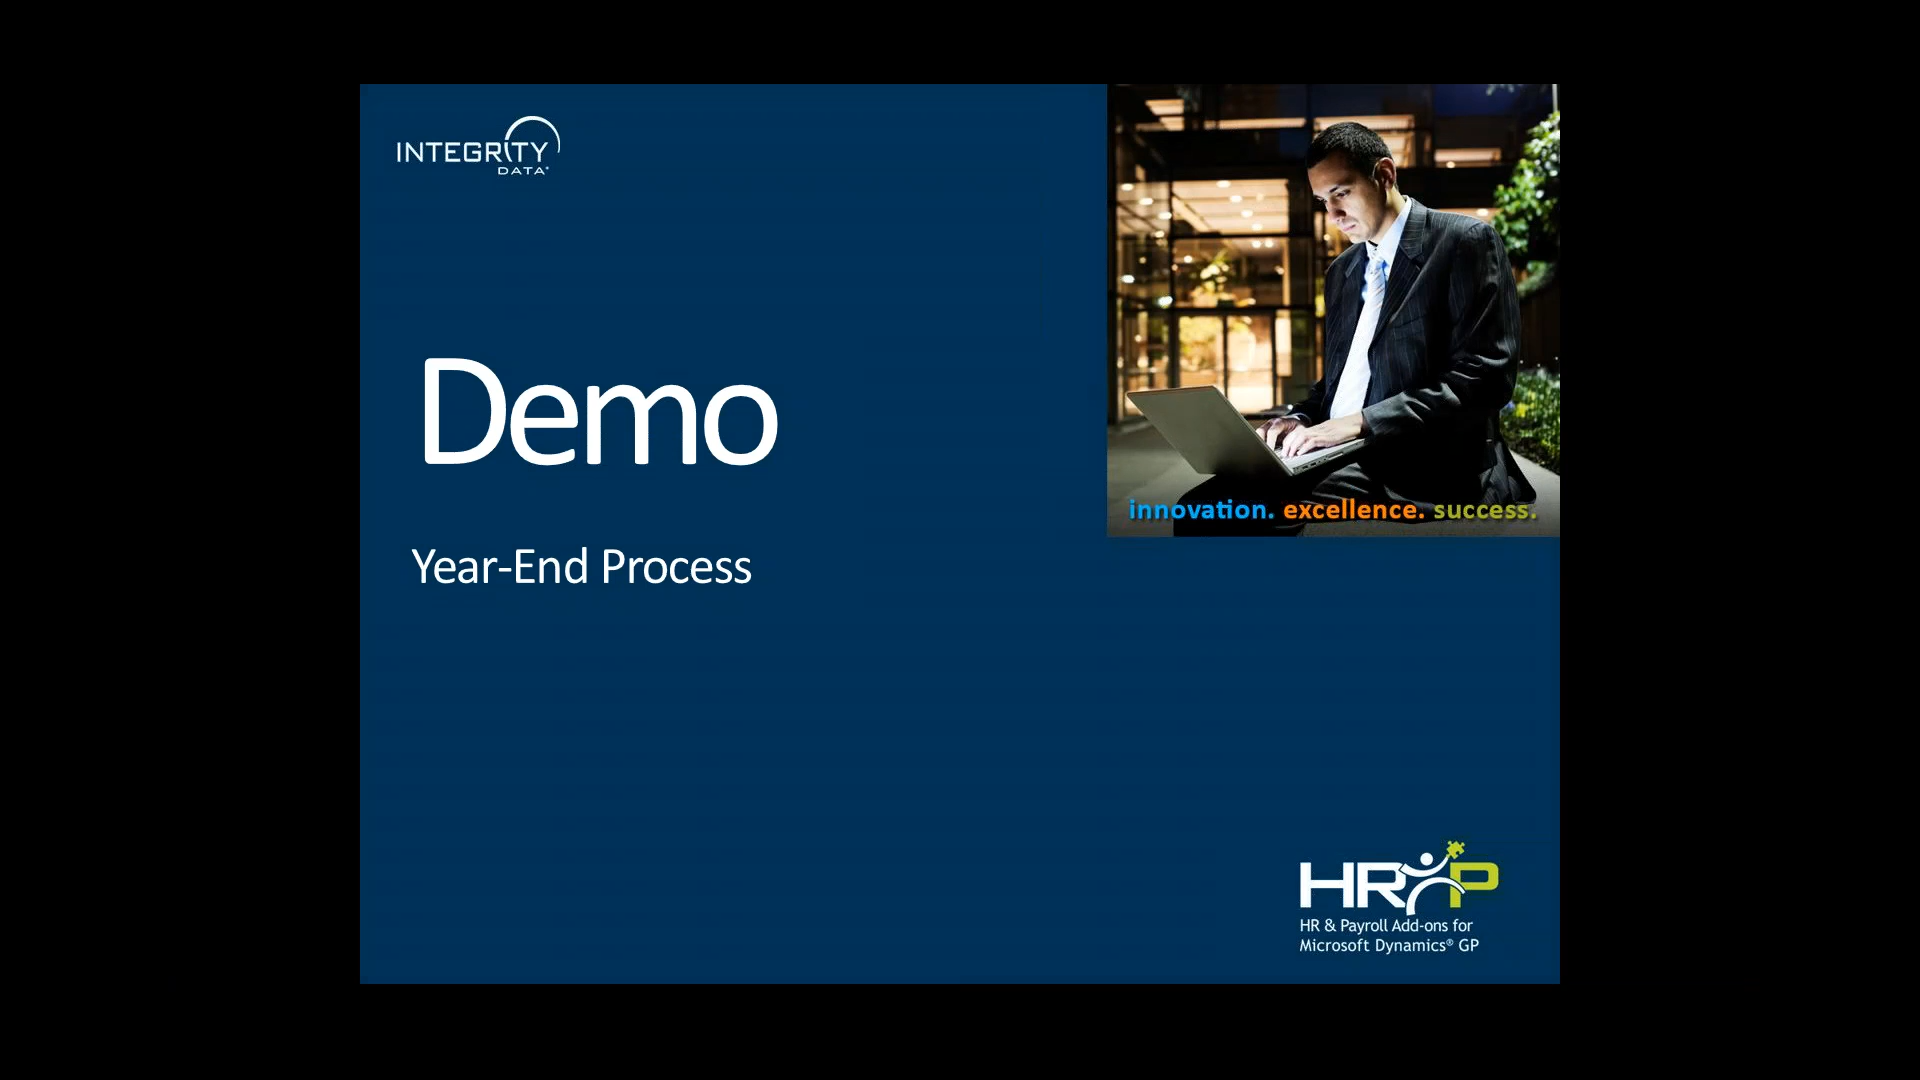 INTEGRITY
DATA®
innovation. excellence. success.
Demo
Year-End Process
HRP
HR & Payroll Add-ons for
Microsoft Dynamics® GP